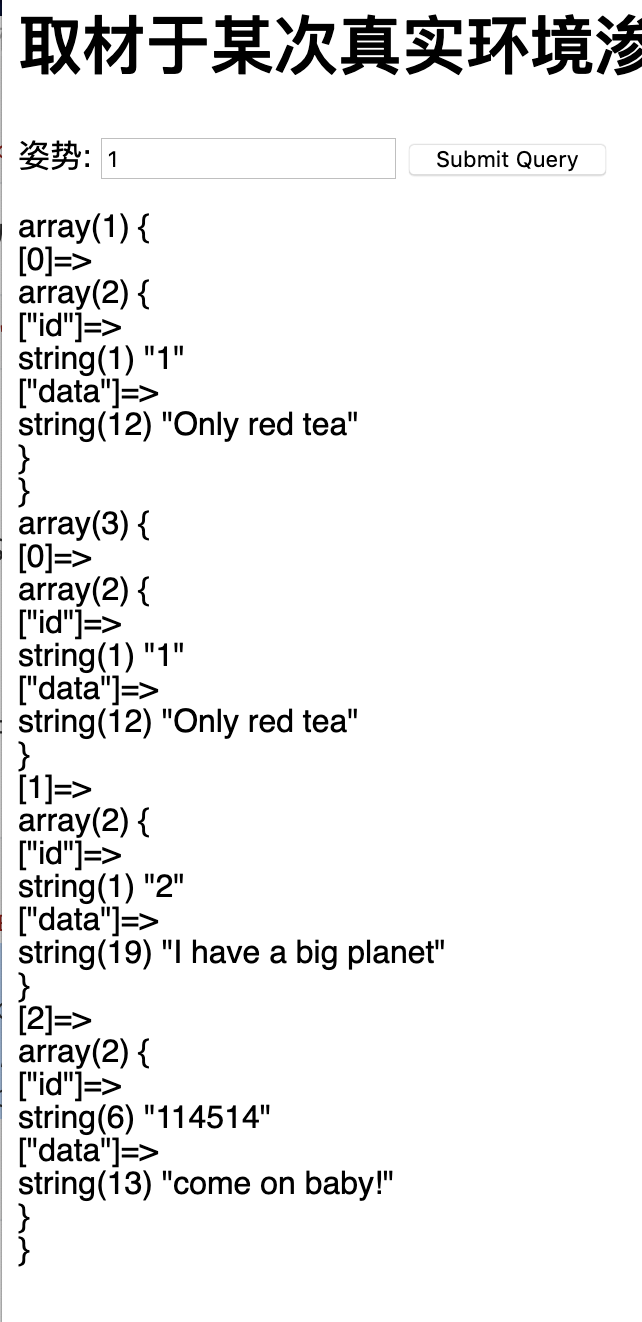 取材于某次真实环境渗
姿势: 1 Submit Query
array(1) {
[0]=>
array(2) {
["id"]=>
string(1) "1"
["data"]=>
string(12) "Only red tea"
}
}
array(3) {
[0]=>
array(2) {
["id"]=>
string(1) "1"
["data"]=>
string(12) "Only red tea"
}
[1]=>
array(2) {
["id"]=>
string(1) "2"
["data"]=>
string(19) "I have a big planet"
}
[2]=>
array(2) {
["id"]=>
string(6) "114514"
["data"]=>
string(13) "come on baby!"
}
}